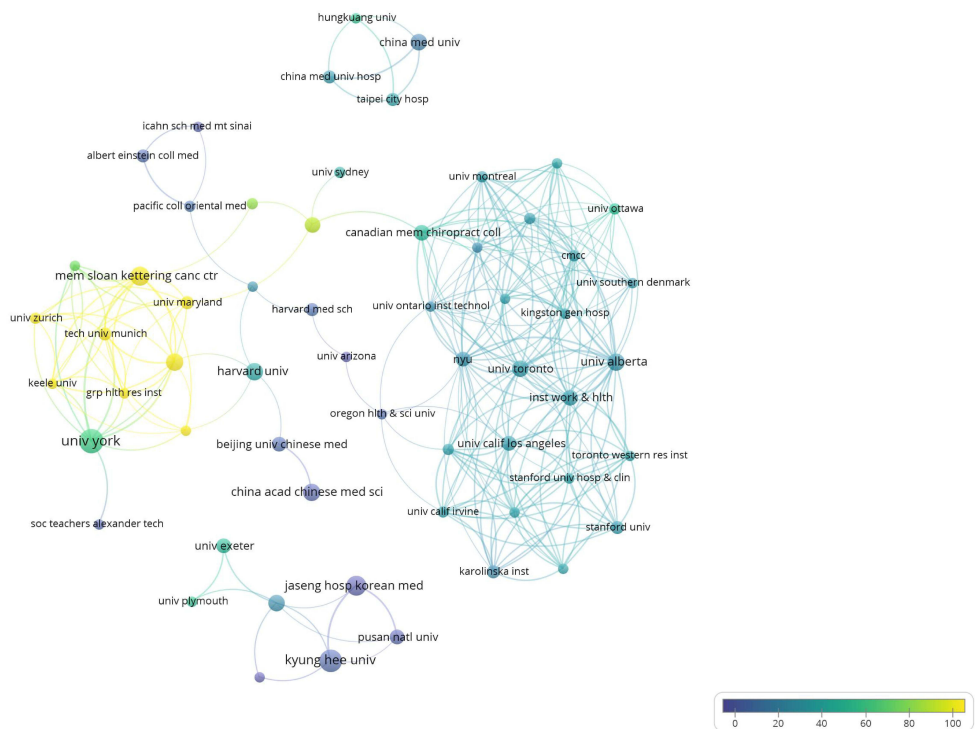 hungkuang univ
china med univ
china med univ hosp
taipei city hosp
icahn sch med mt sinai
albert einstein coll med
univ sydney
univ montreal
pacific coll oriental med
univ ottawa
canadian mem chiropract coll
cmcc
mem sloan kettering canc ctr
univ southern denmark
univ maryland
harvard med sch
univ ontario inst technol
kingston gen hosp
univ zurich
tech univ munich
univ arizona
nyu
univ toronto
univ alberta
harvard univ
keele univ
grp hlth res inst
inst work & hlth
oregon hlth & sci univ
univ york
beijing univ chinese med
univ calif los angeles
toronto western res inst
stanford univ hosp & clin
china acad chinese med sci
univ calif irvine
soc teachers alexander tech
stanford univ
univ exeter
karolinska inst
jaseng hosp korean med
univ plymouth
pusan natl univ
kyung hee univ
0 20 40 60 80 100